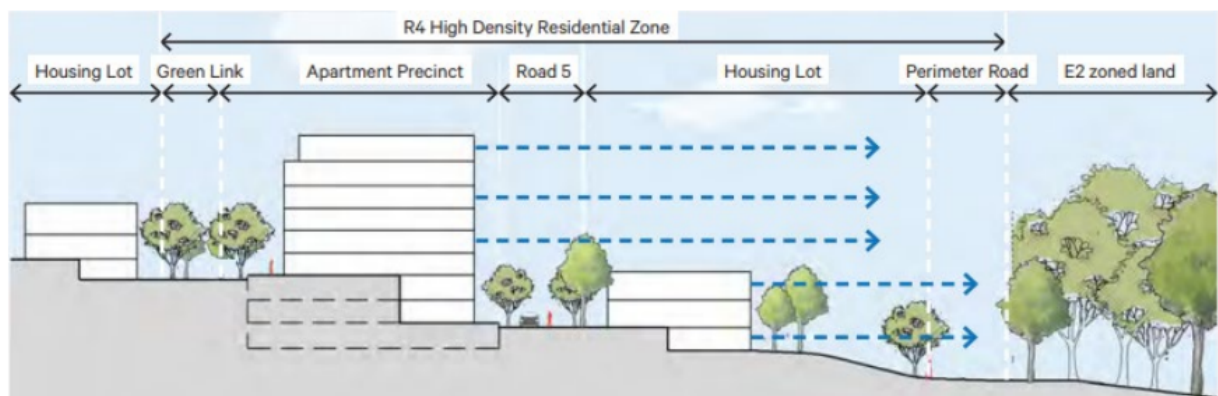 R4 High Density Residential Zone
Housing Lot
Green Link
Apartment Precinct
Road 5
Housing Lot
Perimeter Road
E2 zoned land